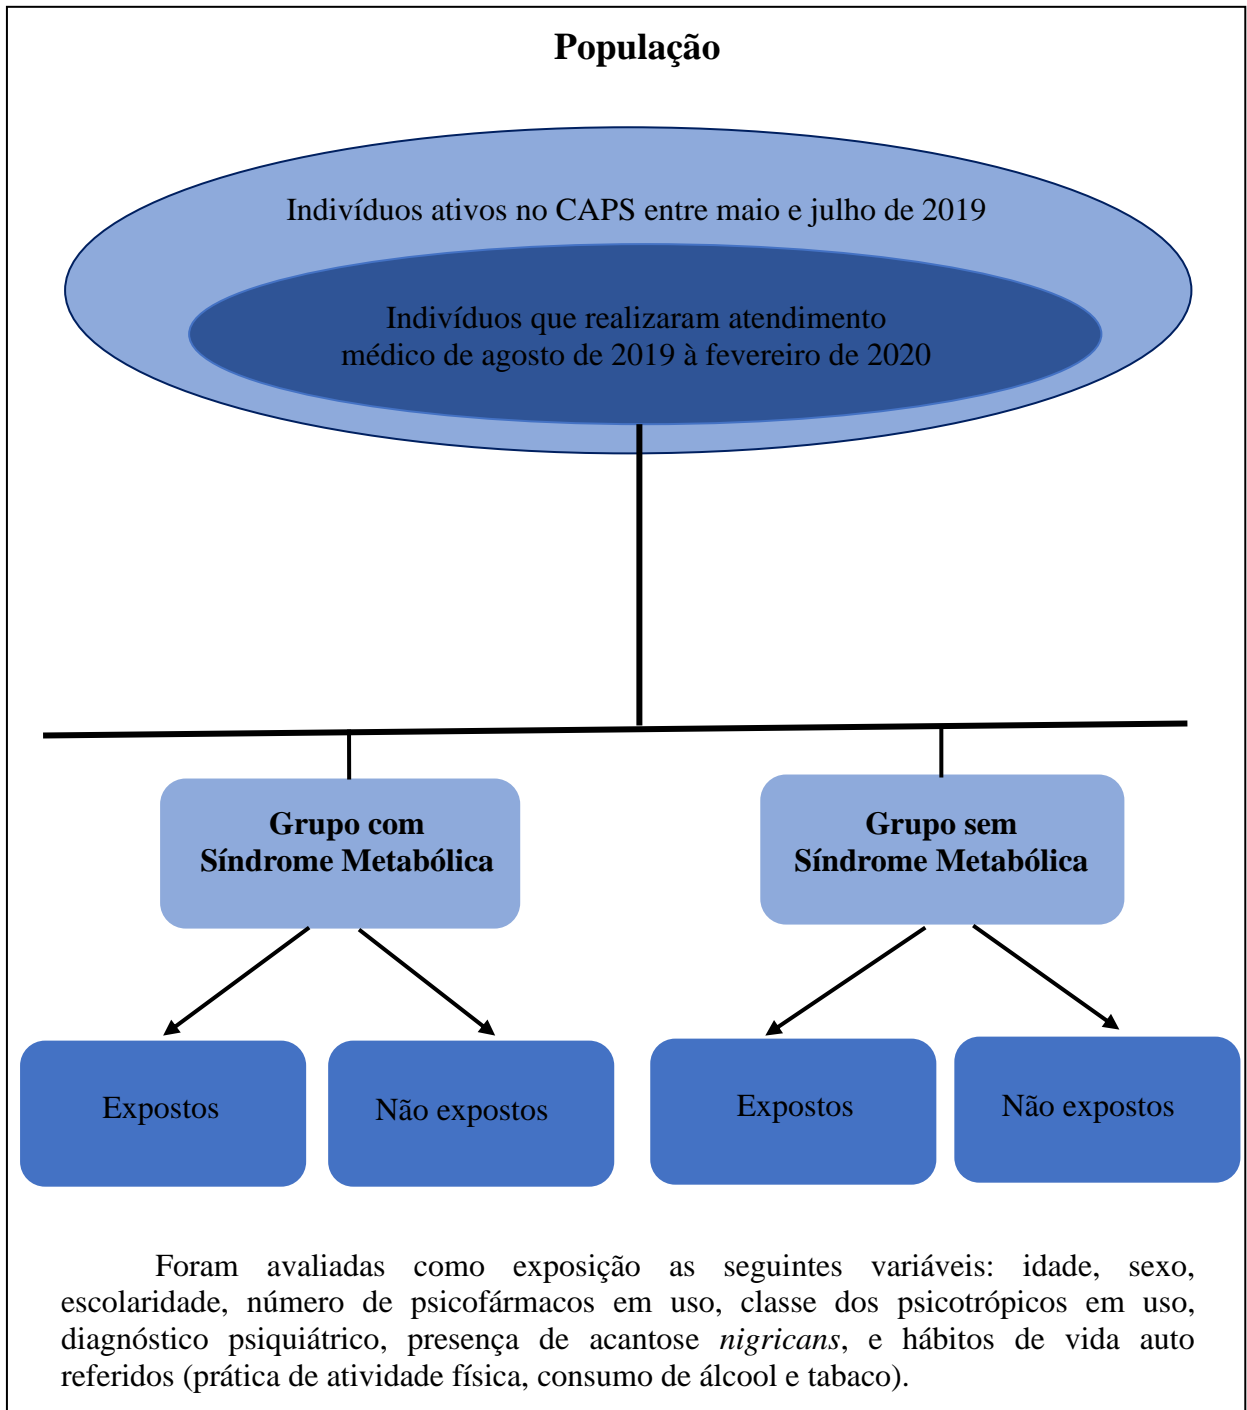 População
Indivíduos ativos no CAPS entre maio e julho de 2019
Indivíduos que realizaram atendimento
médico de agosto de 2019 à fevereiro de 2020
Grupo com
Síndrome Metabólica
Grupo sem
Síndrome Metabólica
Expostos
Não expostos
Expostos
Não expostos
Foram avaliadas como exposição as seguintes variáveis: idade, sexo,
escolaridade, número de psicofármacos em uso, classe dos psicotrópicos em uso,
diagnóstico psiquiátrico, presença de acantose nigricans, e hábitos de vida auto
referidos (prática de atividade física, consumo de álcool e tabaco).